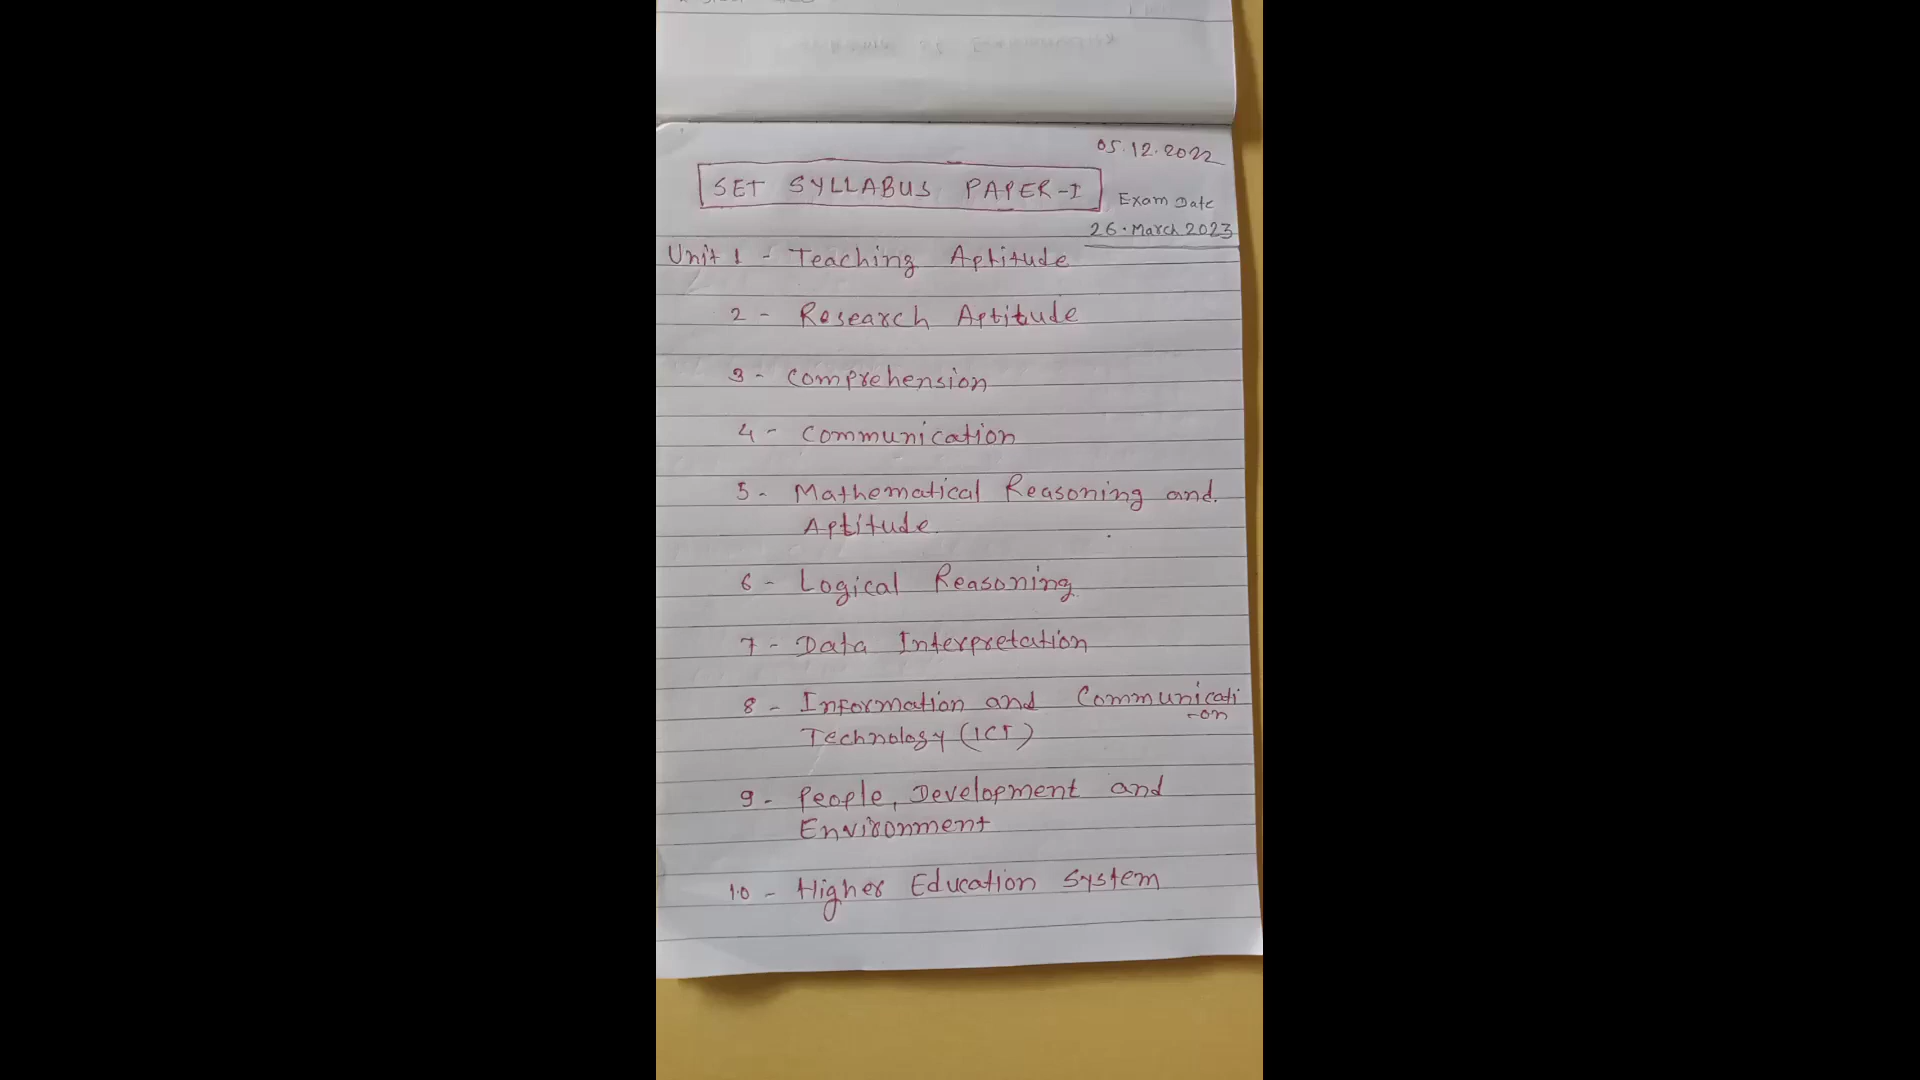 05.12.2022
SET SYLLABUS PAPER-I
Exam Date
26.March 2023
Unit 1 - Teaching Aptitude
2 - Research Aptitude
3 - Comprehension
4 - Communication
5 - Mathematical Reasoning and
Aptitude
6 - Logical Reasoning
7 - Data Interpretation
8 - Information and Communicati
-on
Technology (ICT)
9 - People, Development and
Environment
10 - Higher Education System